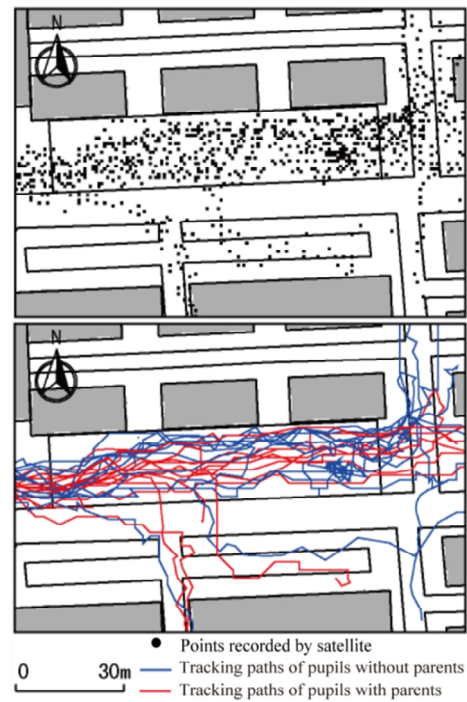 N
N
Points recorded by satellite
Tracking paths of pupils without parents
0 30m
Tracking paths of pupils with parents